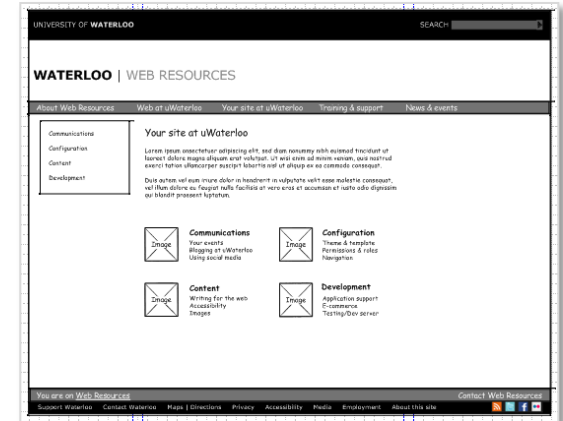 UNIVERSITY OF WATERLOO
SEARCH
WATERLOO | WEB RESOURCES
About Web Resources Web at uWaterloo Your site at uWaterloo Training & support News & events
Communications
Configuration
Content
Development
Your site at uWaterloo
Lorem ipsum onsectetuer adipiscing elit, sed diam nonummy nibh euismod tincidunt ut
laoreet dolore magna aliquam erat volutpat. Ut wisi enim ad minim veniam, quis nostrud
exerci tation ullamcorper suscipit lobortis nisl ut aliquip ex ea commodo consequat.
Duis autem vel eum iriure dolor in hendrerit in vulputate velit esse molestie consequat,
vel illum dolore eu feugiat nulla facilisis at vero eros et accumsan et iusto odio dignissim
qui blandit praesent luptatum.
Image
Communications
Your events
Blogging at uWaterloo
Using social media
Image
Configuration
Theme & template
Permissions & roles
Navigation
Image
Content
Writing for the web
Accessibility
Images
Image
Development
Application support
E-commerce
Testing/Dev server
You are on Web Resources
Contact Web Resources
Support Waterloo Contact Waterloo Maps | Directions Privacy Accessibility Media Employment About this site